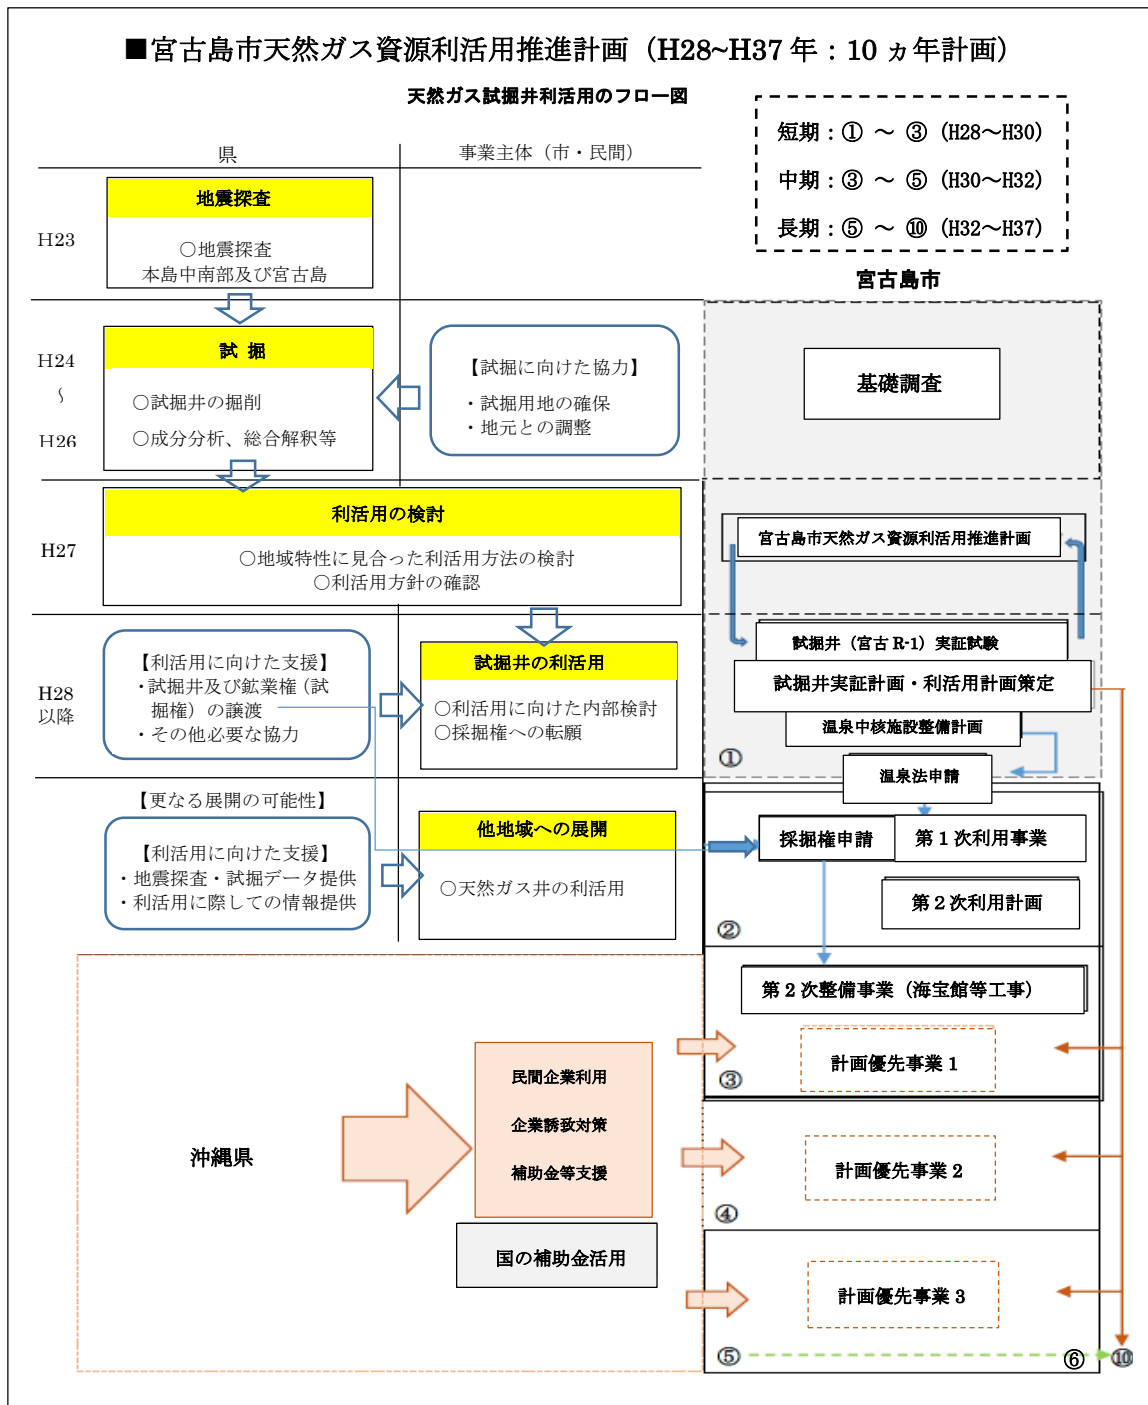 ■宮古島市天然ガス資源利活用推進計画（H28~H37 年：10 ヵ年計画）
天然ガス試掘井利活用のフロー図
短期：① ～ ③（H28～H30）
中期：③ ～ ⑤（H30～H32）
長期：⑤ ～ ⑩（H32～H37）
県
事業主体（市・民間）
宮古島市
H23
地震探査
○地震探査
本島中南部及び宮古島
H24
～
H26
試 掘
○試掘井の掘削
○成分分析、総合解釈等
【試掘に向けた協力】
・試掘用地の確保
・地元との調整
基礎調査
H27
利活用の検討
○地域特性に見合った利活用方法の検討
○利活用方針の確認
宮古島市天然ガス資源利活用推進計画
H28
以降
【利活用に向けた支援】
・試掘井及び鉱業権（試
掘権）の譲渡
・その他必要な協力
試掘井の利活用
○利活用に向けた内部検討
○採掘権への転願
試掘井（宮古 R-1）実証試験
試掘井実証計画・利活用計画策定
温泉中核施設整備計画
①
温泉法申請
【更なる展開の可能性】
【利活用に向けた支援】
・地震探査・試掘データ提供
・利活用に際しての情報提供
他地域への展開
○天然ガス井の利活用
採掘権申請
第 1 次利用事業
第 2 次利用計画
②
第 2 次整備事業（海宝館等工事）
計画優先事業 1
③
沖縄県
民間企業利用
企業誘致対策
補助金等支援
国の補助金活用
計画優先事業 2
④
計画優先事業 3
⑤
⑥
⑩